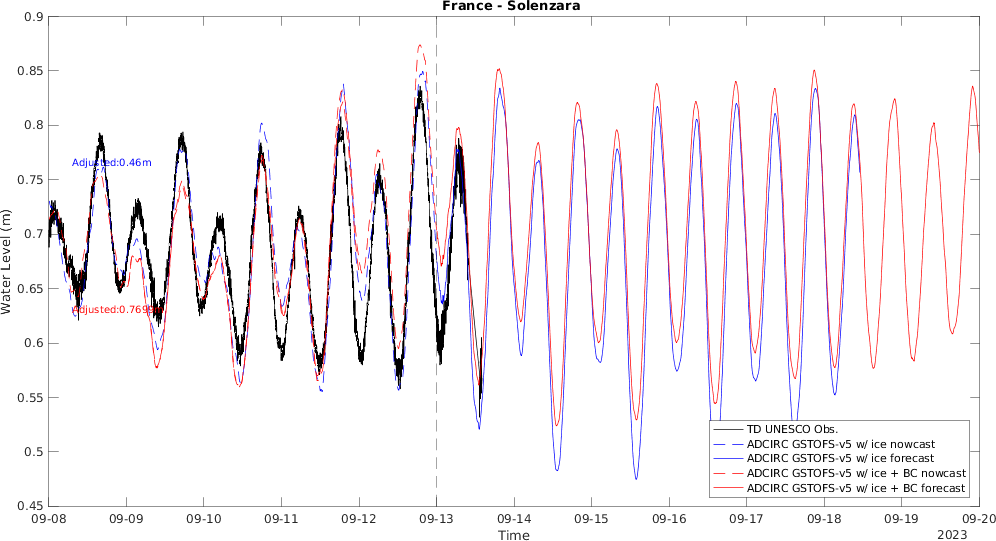 France - Solenzara
0.9
0.85
0.8
0.75
0.7
0.65
0.6
0.55
0.5
0.45
Water Level (m)
Adjusted:0.46m
Adjusted:0.769
09-08 09-09 09-10 09-11 09-12 09-13 09-14 09-15 09-16 09-17 09-18 09-19 09-20
Time
2023
TD UNESCO Obs.
ADCIRC GSTOFS-v5 w/ ice nowcast
ADCIRC GSTOFS-v5 w/ ice forecast
ADCIRC GSTOFS-v5 w/ ice + BC nowcast
ADCIRC GSTOFS-v5 w/ ice + BC forecast